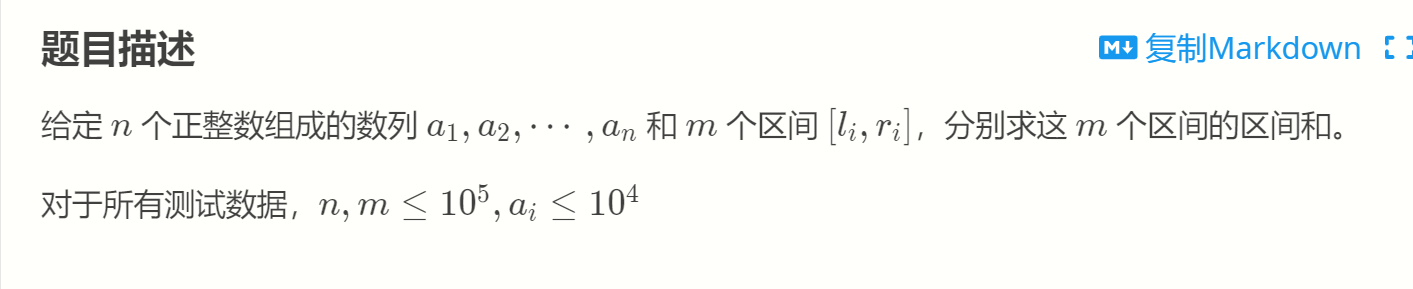 题目描述
M↓ 复制Markdown
给定 n 个正整数组成的数列 a₁, a₂, ⋯ , aₙ 和 m 个区间 [lᵢ, rᵢ]，分别求这 m 个区间的区间和。
对于所有测试数据，n, m ≤ 10⁵, aᵢ ≤ 10⁴